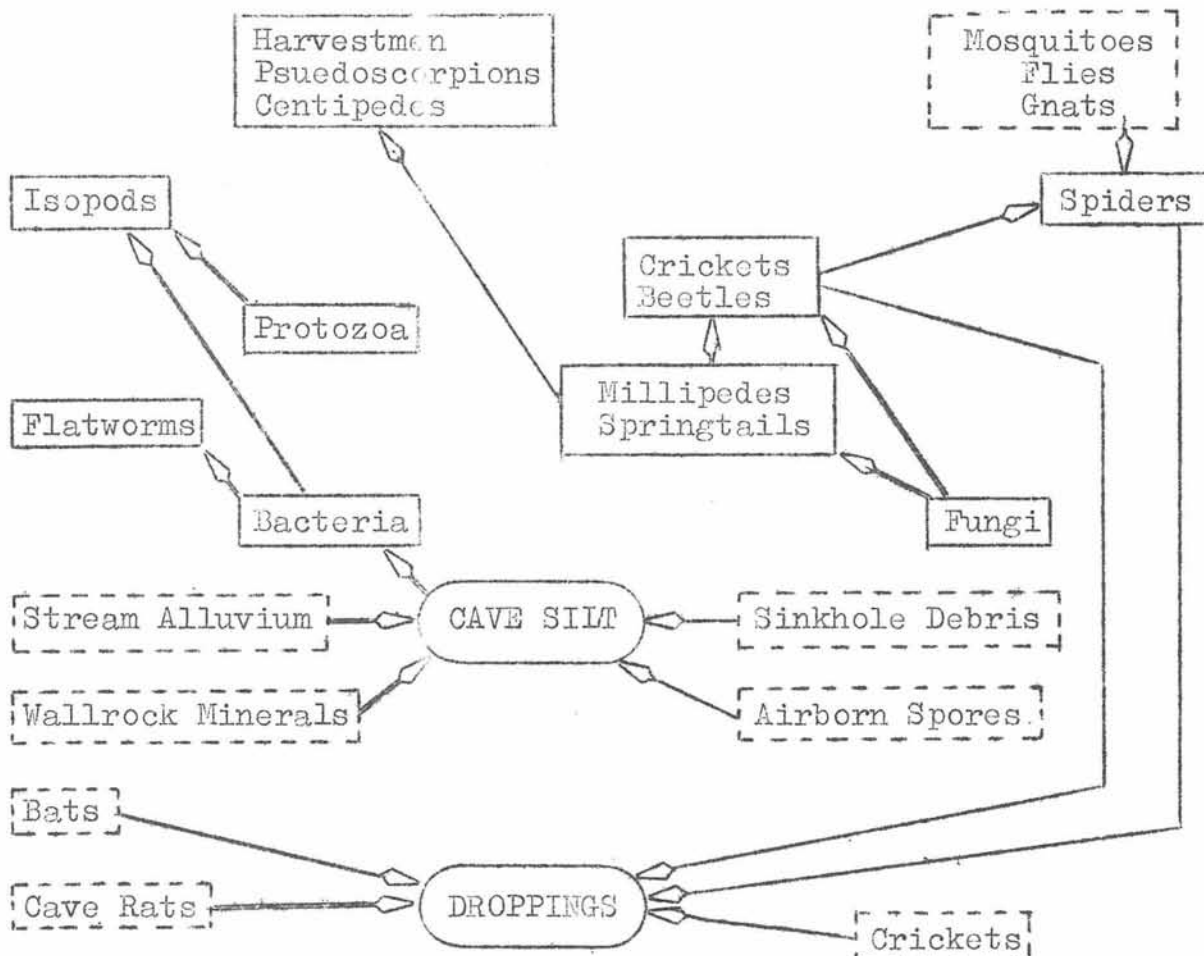 Harvestmen
Psuedoscorpions
Centipedes
Mosquitoes
Flies
Gnats
Isopods
Spiders
Crickets
Beetles
Protozoa
Millipedes
Springtails
Flatworms
Bacteria
Fungi
Stream Alluvium
CAVE SILT
Sinkhole Debris
Wallrock Minerals
Airborn Spores.
Bats
Cave Rats
DROPPINGS
Crickets